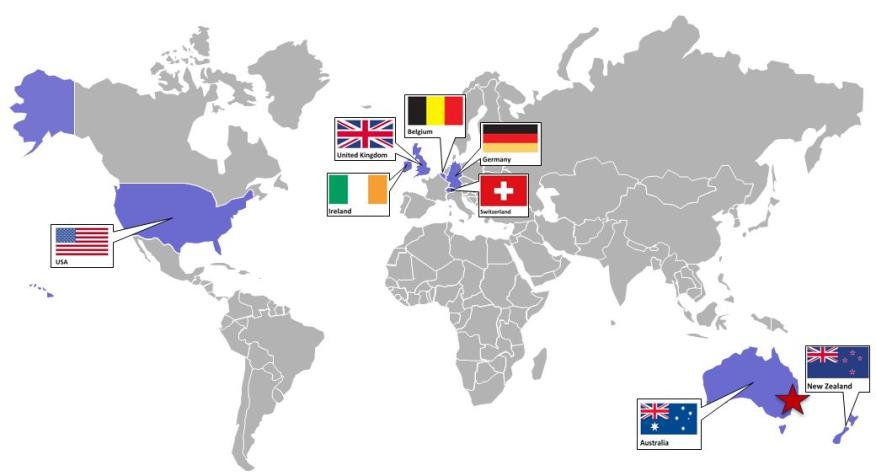 Belgium
United Kingdom
Germany
Ireland
Switzerland
USA
New Zealand
Australia